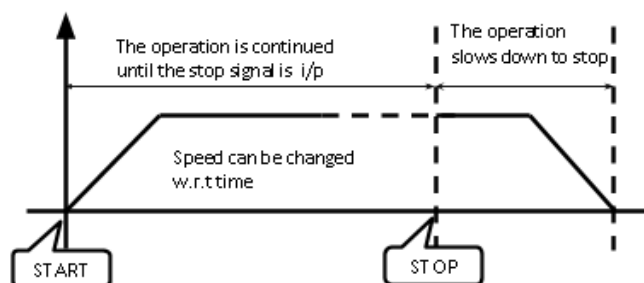 The operation is continued
until the stop signal is i/p
The operation
slows down to stop
Speed can be changed
w.r.t time
START
STOP